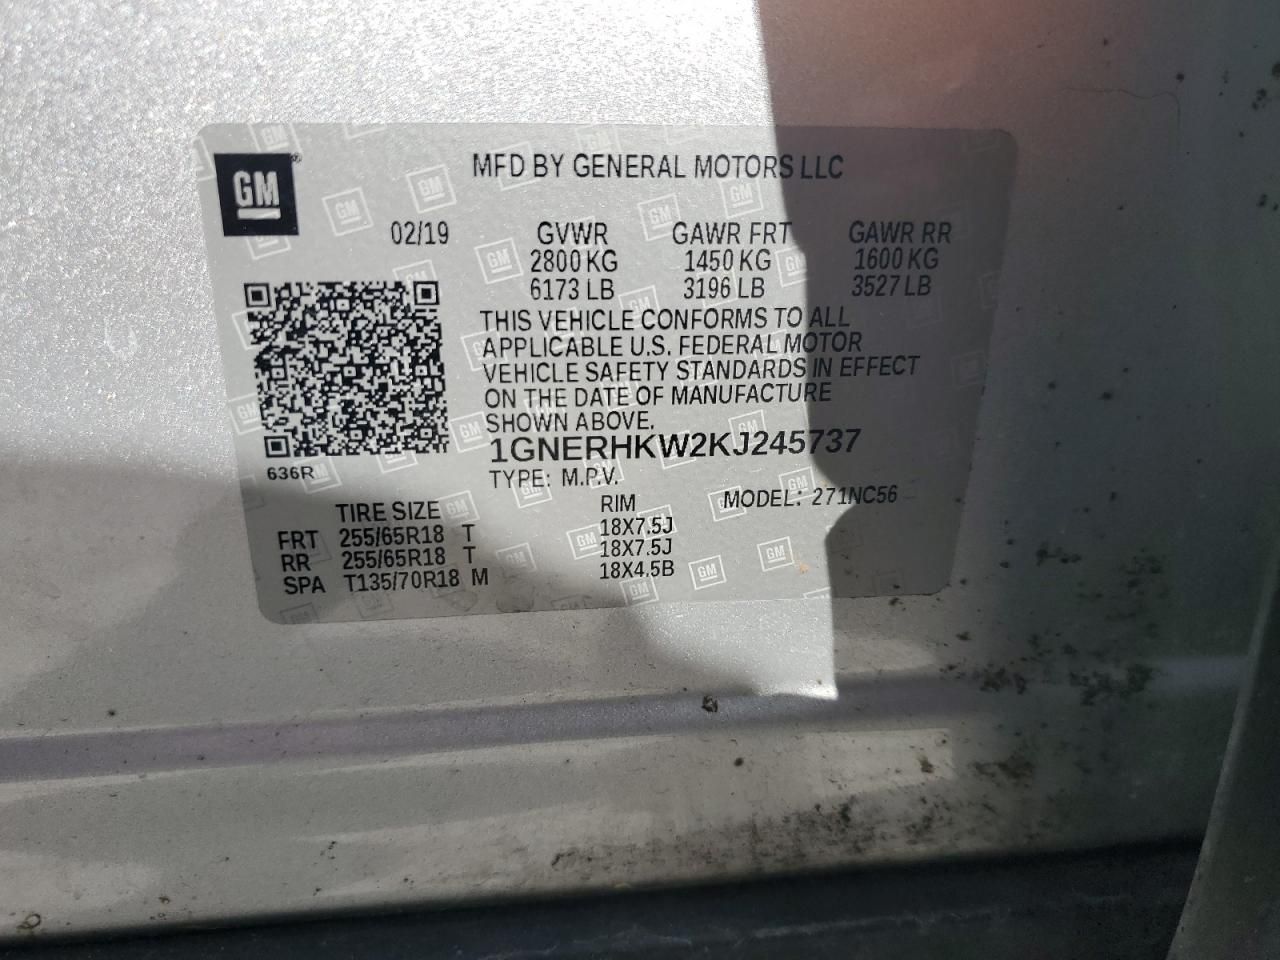 GM
MFD BY GENERAL MOTORS LLC
02/19 GVWR GAWR FRT GAWR RR
2800 KG 1450 KG 1600 KG
6173 LB 3196 LB 3527 LB
THIS VEHICLE CONFORMS TO ALL
APPLICABLE U.S. FEDERAL MOTOR
VEHICLE SAFETY STANDARDS IN EFFECT
ON THE DATE OF MANUFACTURE
SHOWN ABOVE.
1GNERHKW2KJ245737
636R
TYPE: M.P.V.
MODEL: 271NC56
TIRE SIZE RIM
FRT 255/65R18 T 18X7.5J
RR 255/65R18 T 18X7.5J
SPA T135/70R18 M 18X4.5B